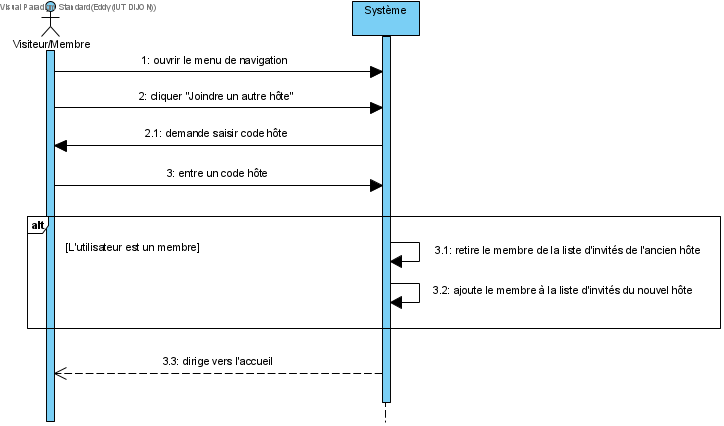 Visual Paradigm Standard(Eddy(IUT DIJON))
Système
Visiteur/Membre
1: ouvrir le menu de navigation
2: cliquer "Joindre un autre hôte"
2.1: demande saisir code hôte
3: entre un code hôte
alt
[L'utilisateur est un membre]
3.1: retire le membre de la liste d'invités de l'ancien hôte
3.2: ajoute le membre à la liste d'invités du nouvel hôte
3.3: dirige vers l'accueil